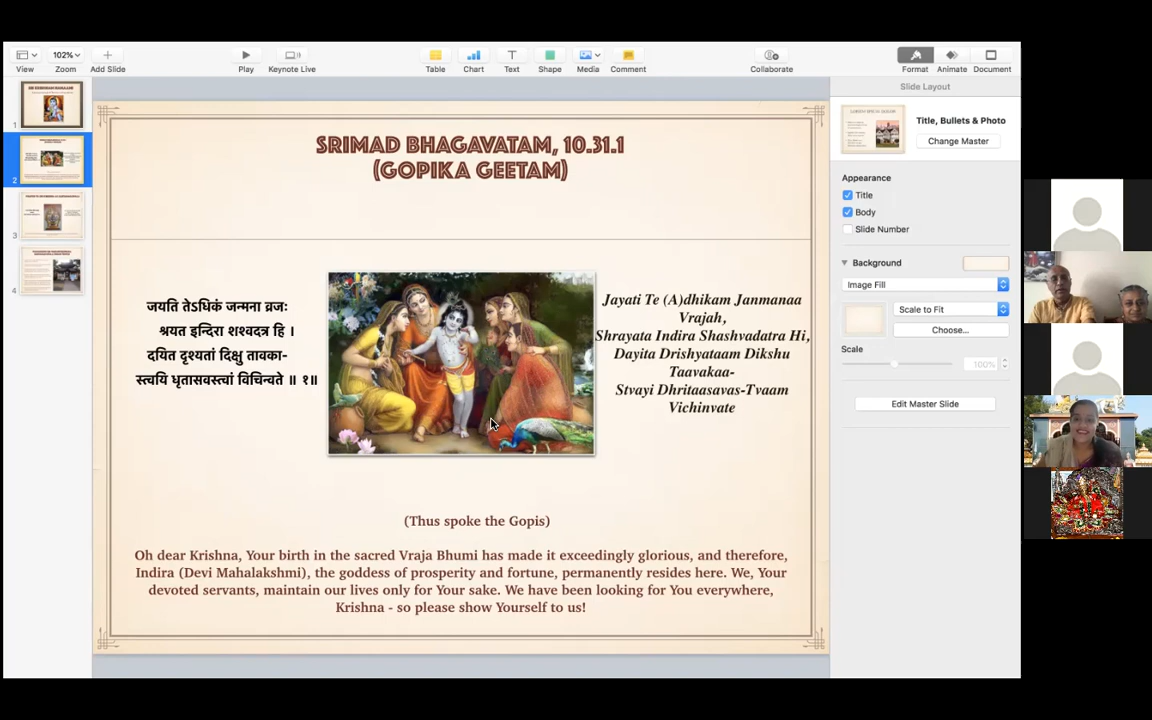 102%
View
Zoom
Add Slide
Play
Keynote Live
Table
Chart
Text
Shape
Media
Comment
Collaborate
Format
Animate
Document
1
2
3
4
SRIMAD BHAGAVATAM, 10.31.1
(GOPIKA GEETAM)
जयति तेऽधिकं जन्मना व्रजः
श्रयत इन्दिरा शश्वदत्र हि ।
दयित दृश्यतां दिक्षु तावका-
स्त्वयि धृतासवस्त्वां विचिन्वते ॥ १॥
Jayati Te (A)dhikam Janmanaa
Vrajah,
Shrayata Indira Shashvadatra Hi,
Dayita Drishyataam Dikshu
Taavakaa-
Stvayi Dhritaasavas-Tvaam
Vichinvate
(Thus spoke the Gopis)
Oh dear Krishna, Your birth in the sacred Vraja Bhumi has made it exceedingly glorious, and therefore,
Indira (Devi Mahalakshmi), the goddess of prosperity and fortune, permanently resides here. We, Your
devoted servants, maintain our lives only for Your sake. We have been looking for You everywhere,
Krishna - so please show Yourself to us!
Slide Layout
Title, Bullets & Photo
Change Master
Appearance
Title
Body
Slide Number
Background
Image Fill
Scale to Fit
Choose...
Scale
100%
Edit Master Slide